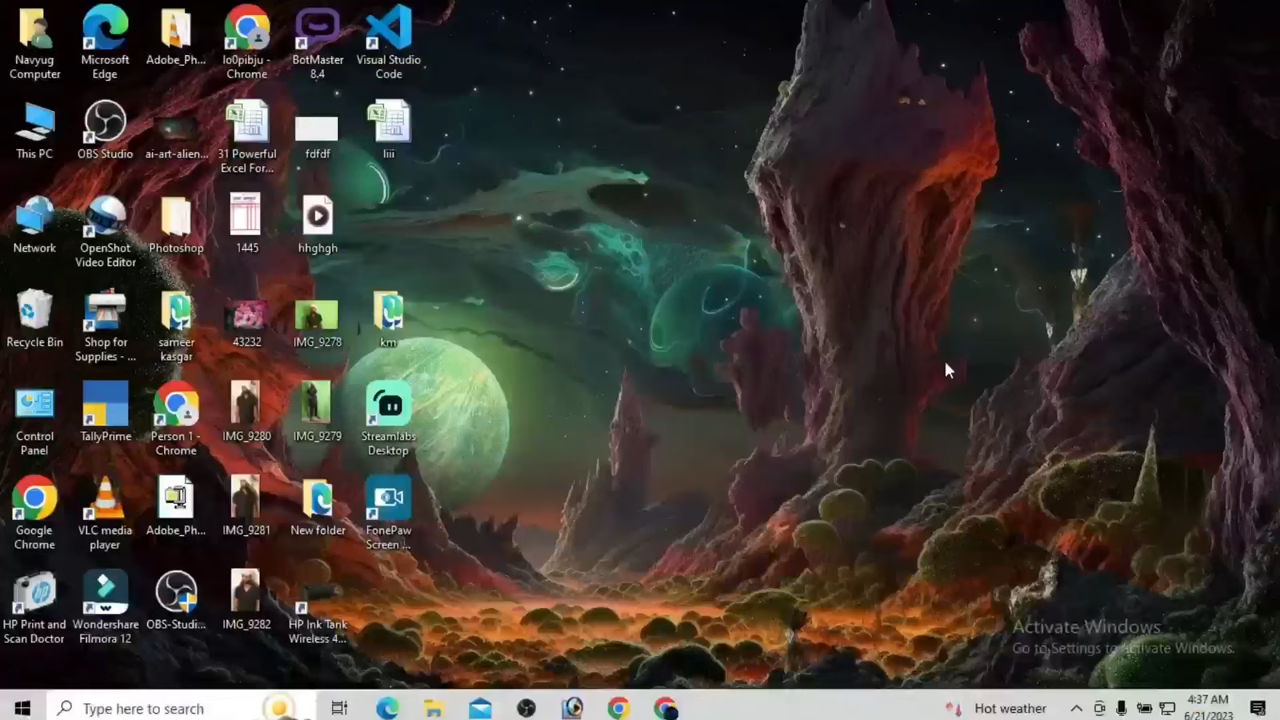 Navyug
Computer
Microsoft
Edge
Adobe_Ph...
lo0pibju -
Chrome
BotMaster
8.4
Visual Studio
Code
This PC
OBS Studio
ai-art-alien...
31 Powerful
Excel For...
fdfdf
liii
Network
OpenShot
Video Editor
Photoshop
1445
hhghgh
Recycle Bin
Shop for
Supplies - ...
sameer
kasgar
43232
IMG_9278
km
Control
Panel
TallyPrime
Person 1 -
Chrome
IMG_9280
IMG_9279
Streamlabs
Desktop
Google
Chrome
VLC media
player
Adobe_Ph...
IMG_9281
New folder
FonePaw
Screen ...
HP Print and
Scan Doctor
Wondershare
Filmora 12
OBS-Studi...
IMG_9282
HP Ink Tank
Wireless 4...
Activate Windows
Go to Settings to Activate Windows.
Type here to search
Hot weather
4:37 AM
6/21/2023